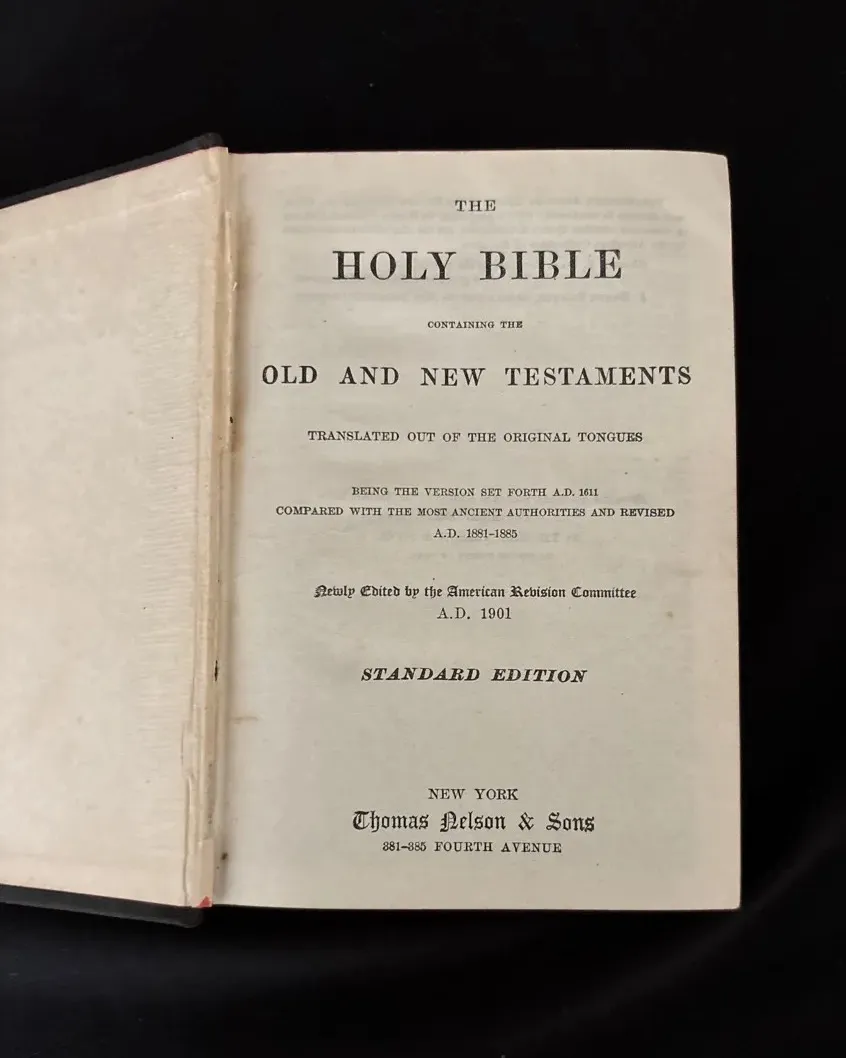 THE
HOLY BIBLE
CONTAINING THE
OLD AND NEW TESTAMENTS
TRANSLATED OUT OF THE ORIGINAL TONGUES
BEING THE VERSION SET FORTH A.D. 1611
COMPARED WITH THE MOST ANCIENT AUTHORITIES AND REVISED
A.D. 1881–1885
Newly Edited by the American Revision Committee
A.D. 1901
STANDARD EDITION
NEW YORK
Thomas Nelson & Sons
381–385 FOURTH AVENUE